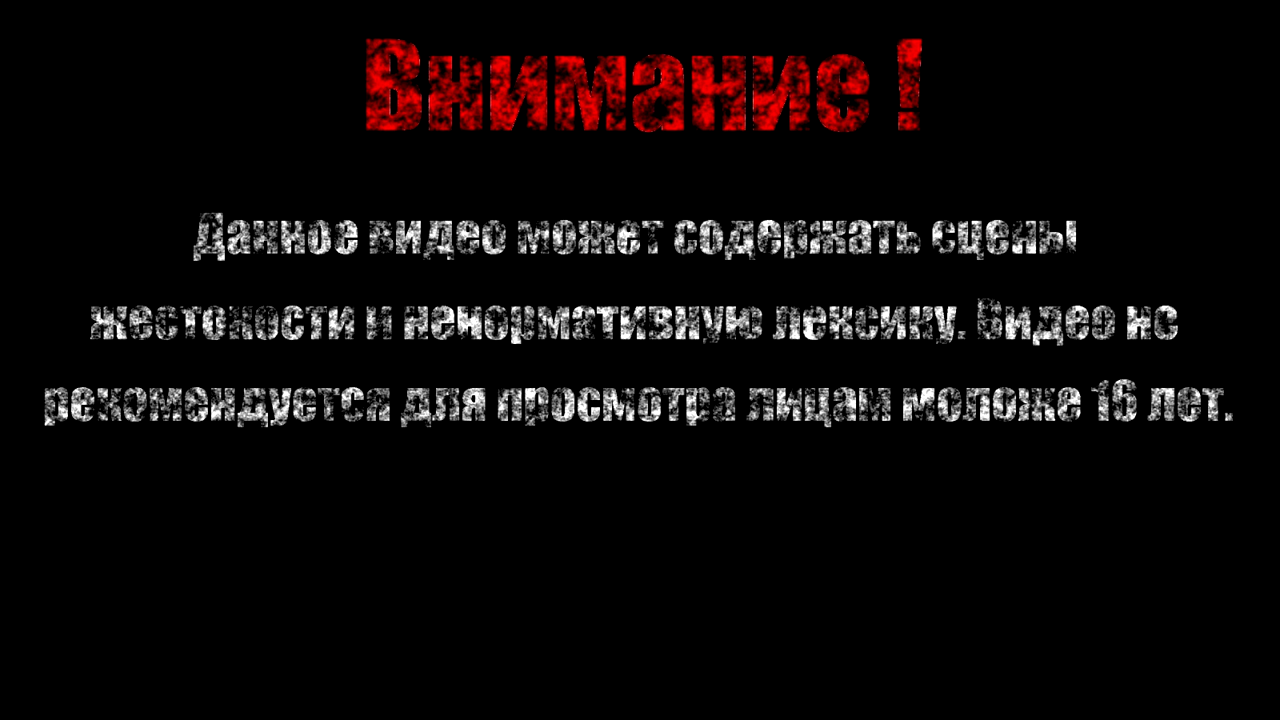 Внимание !
Данное видео может содержать сцены
жестокости и ненормативную лексику. Видео не
рекомендуется для просмотра лицам моложе 16 лет.